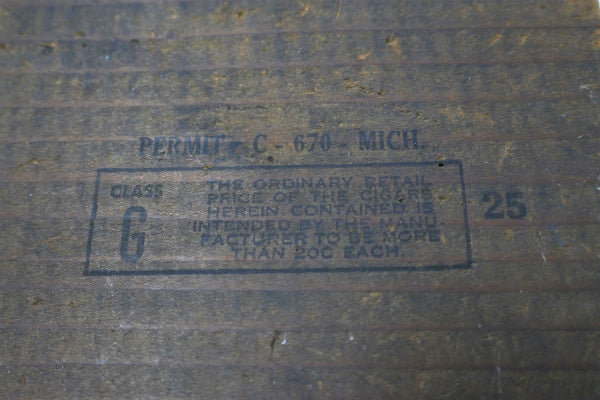 PERMIT - C - 670 - MICH.
CLASS
G
THE ORDINARY RETAIL
PRICE OF THE CIGARS
HEREIN CONTAINED IS
INTENDED BY THE MANU
FACTURER TO BE MORE
THAN 20C EACH.
25